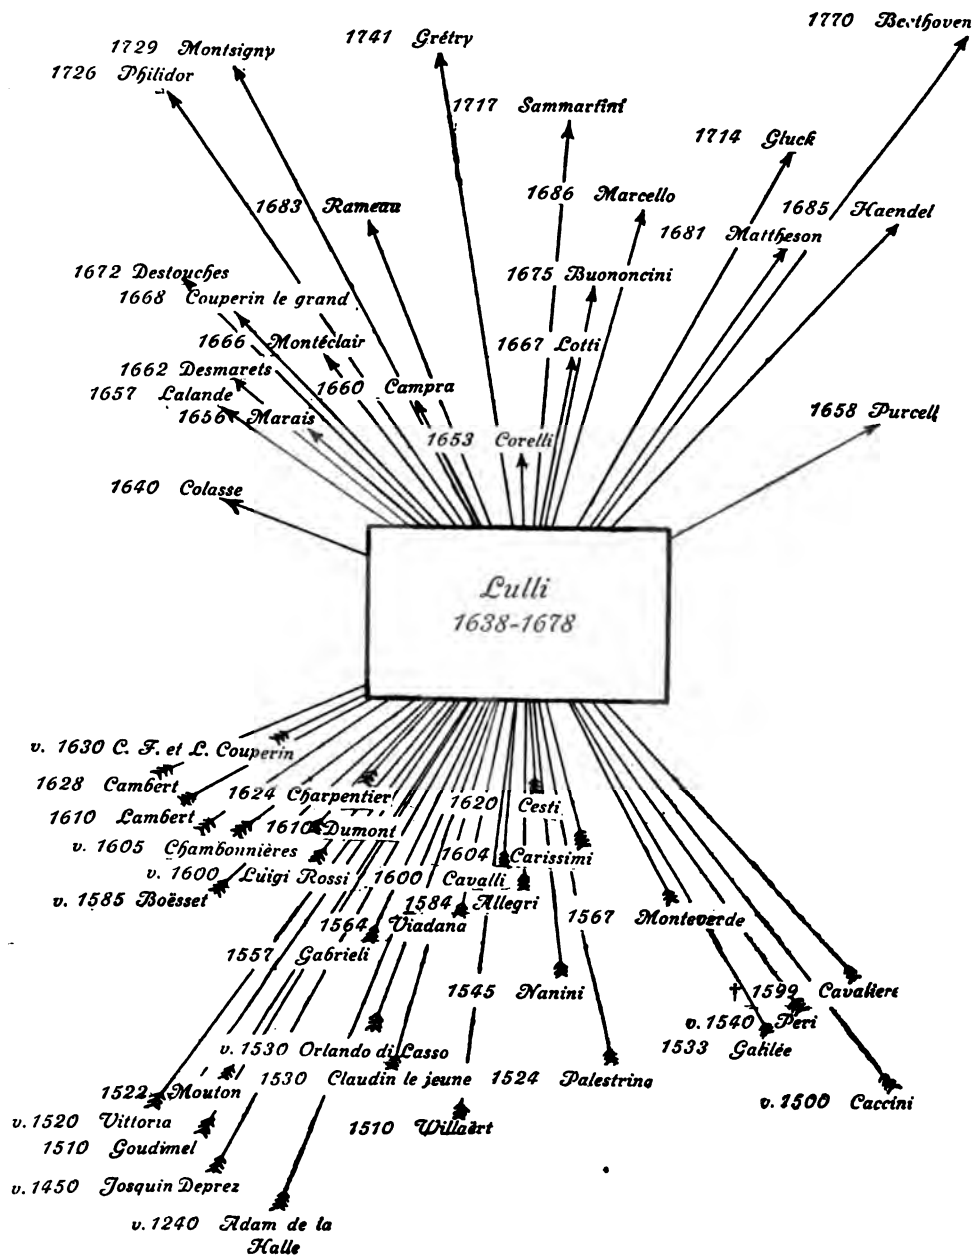 1770 Beethoven
1741 Grétry
1729 Montsigny
1726 Philidor
1717 Sammartini
1714 Gluck
1686 Marcello
1683 Rameau
1685 Haendel
1681 Mattheson
1672 Destouches
1675 Buononcini
1668 Couperin le grand
1666 Montéclair
1667 Lotti
1662 Desmarets
1660 Campra
1657 Lalande
1656 Marais
1658 Purcell
1653 Corelli
1640 Colasse
Lulli
1638-1678
v. 1630 C. F. et L. Couperin
1628 Cambert
1624 Charpentier
1620 Cesti
1610 Lambert
1610 Dumont
v. 1605 Chambonnières
1604 Carissimi
v. 1600 Luigi Rossi
1600 Cavalli
v. 1585 Boësset
1584 Allegri
1564 Viadana
1567 Monteverde
1557 Gabrieli
1545 Nanini
† 1599 Cavaliere
v. 1540 Peri
1533 Galilée
v. 1530 Orlando di Lasso
1530 Claudin le jeune
1524 Palestrina
1522 Mouton
v. 1500 Caccini
v. 1520 Vittoria
1510 Willaërt
1510 Goudimel
v. 1450 Josquin Deprez
v. 1240 Adam de la
Halle